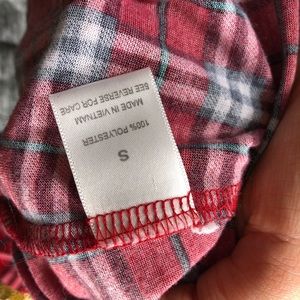 S
100% POLYESTER
MADE IN VIETNAM
SEE REVERSE FOR CARE